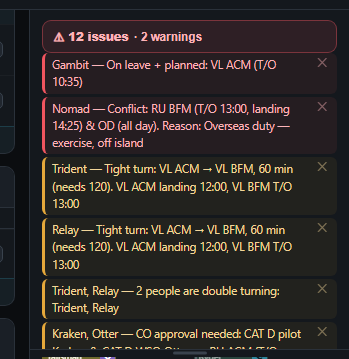 ⚠ 12 issues · 2 warnings
Gambit — On leave + planned: VL ACM (T/O
10:35)
Nomad — Conflict: RU BFM (T/O 13:00, landing
14:25) & OD (all day). Reason: Overseas duty —
exercise, off island
Trident — Tight turn: VL ACM → VL BFM, 60 min
(needs 120). VL ACM landing 12:00, VL BFM T/O
13:00
Relay — Tight turn: VL ACM → VL BFM, 60 min
(needs 120). VL ACM landing 12:00, VL BFM T/O
13:00
Trident, Relay — 2 people are double turning:
Trident, Relay
Kraken, Otter — CO approval needed: CAT D pilot